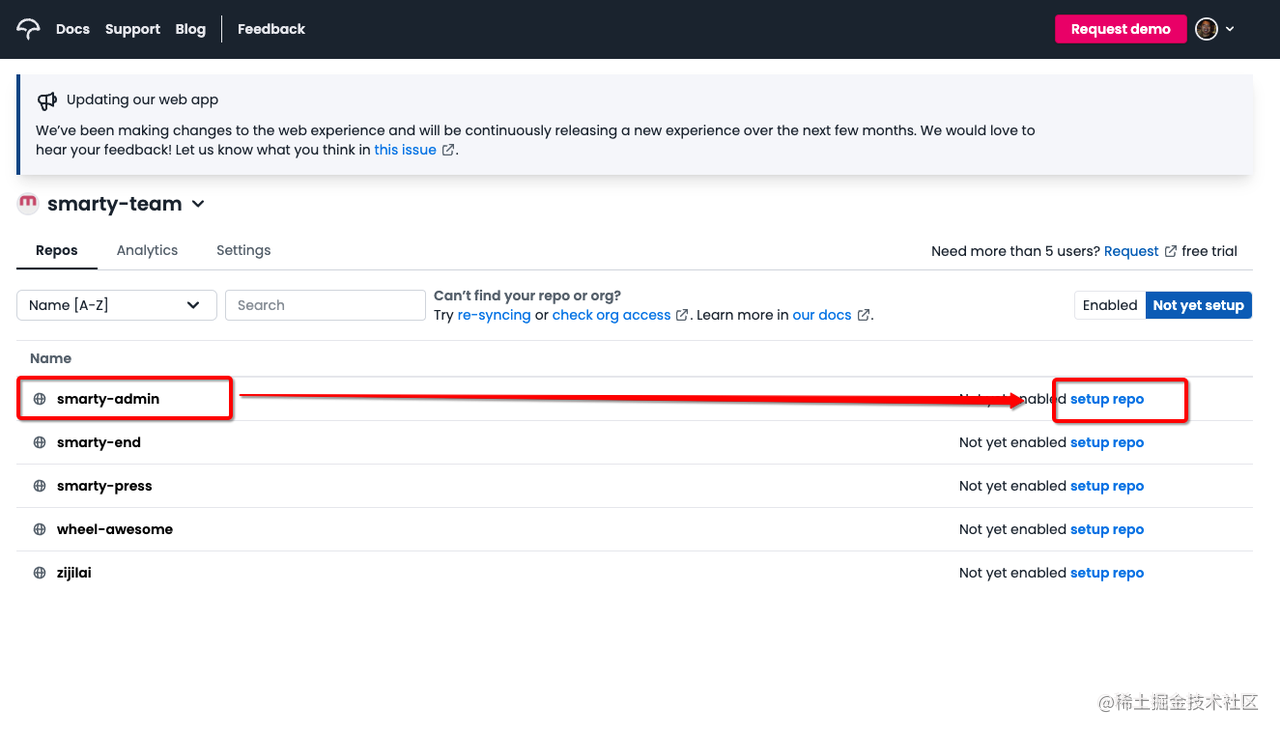 Docs Support Blog Feedback Request demo
Updating our web app
We've been making changes to the web experience and will be continuously releasing a new experience over the next few months. We would love to
hear your feedback! Let us know what you think in this issue.
smarty-team
Repos Analytics Settings Need more than 5 users? Request free trial
Name [A-Z] Search Can't find your repo or org?
Try re-syncing or check org access. Learn more in our docs. Enabled Not yet setup
Name
smarty-admin Not yet enabled setup repo
smarty-end Not yet enabled setup repo
smarty-press Not yet enabled setup repo
wheel-awesome Not yet enabled setup repo
zijilai Not yet enabled setup repo
@稀土掘金技术社区